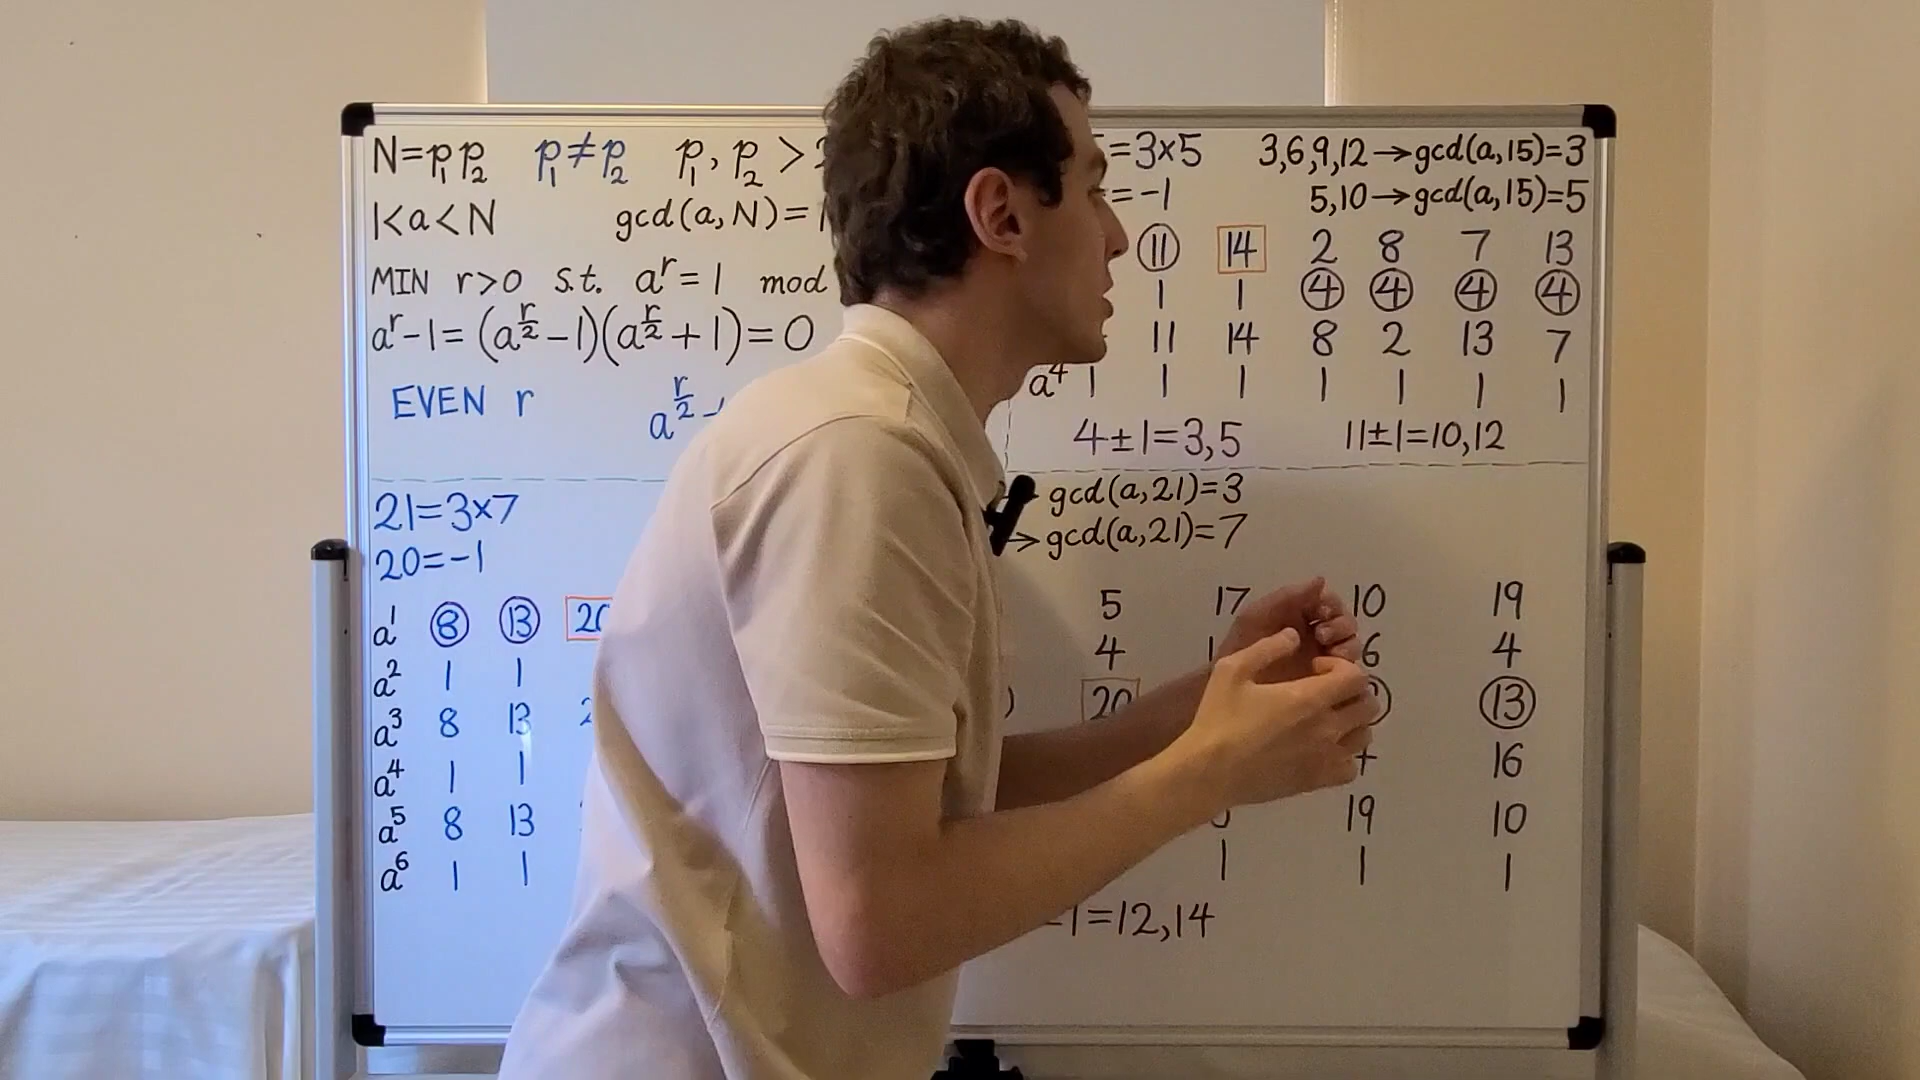 N=p₁p₂ p₁≠p₂ p₁,p₂ >
1<a<N gcd(a,N)=1
MIN r>0 s.t. aʳ=1 mod
aʳ-1=(a^(r/2)-1)(a^(r/2)+1)=0
EVEN r a^(r/2)
=3×5 3,6,9,12→gcd(a,15)=3
=-1 5,10→gcd(a,15)=5
11 14 2 8 7 13
1 1 4 4 4 4
11 14 8 2 13 7
a⁴ 1 1 1 1 1 1 1
4±1=3,5 11±1=10,12
21=3×7
20=-1
→ gcd(a,21)=3
→ gcd(a,21)=7
a¹ 8 13 20 5 17 10 19
a² 1 1 4 6 4
a³ 8 13 20 13
a⁴ 1 1 16
a⁵ 8 13 19 10
a⁶ 1 1 1 1 1
1=12,14